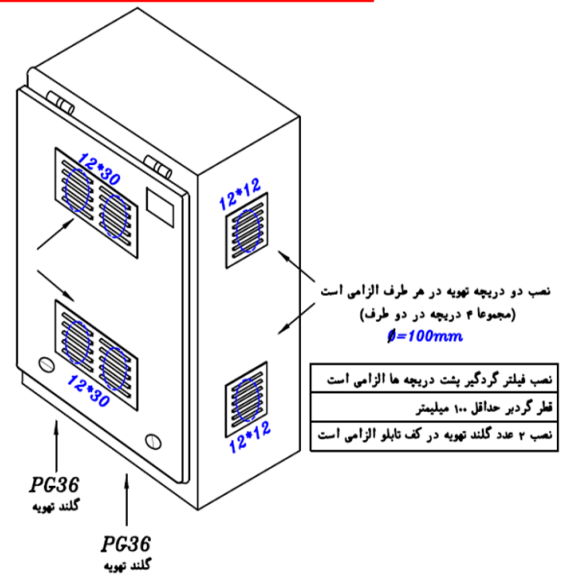 12*30
12*12
نصب دو دریچه تهویه در هر طرف الزامی است
(مجموعا ۴ دریچه در دو طرف)
Ø=100mm
نصب فیلتر گردگیر پشت دریچه ها الزامی است
قطر گردبر حداقل ۱۰۰ میلیمتر
نصب ۲ عدد گلند تهویه در کف تابلو الزامی است
12*30
12*12
PG36
گلند تهویه
PG36
گلند تهویه